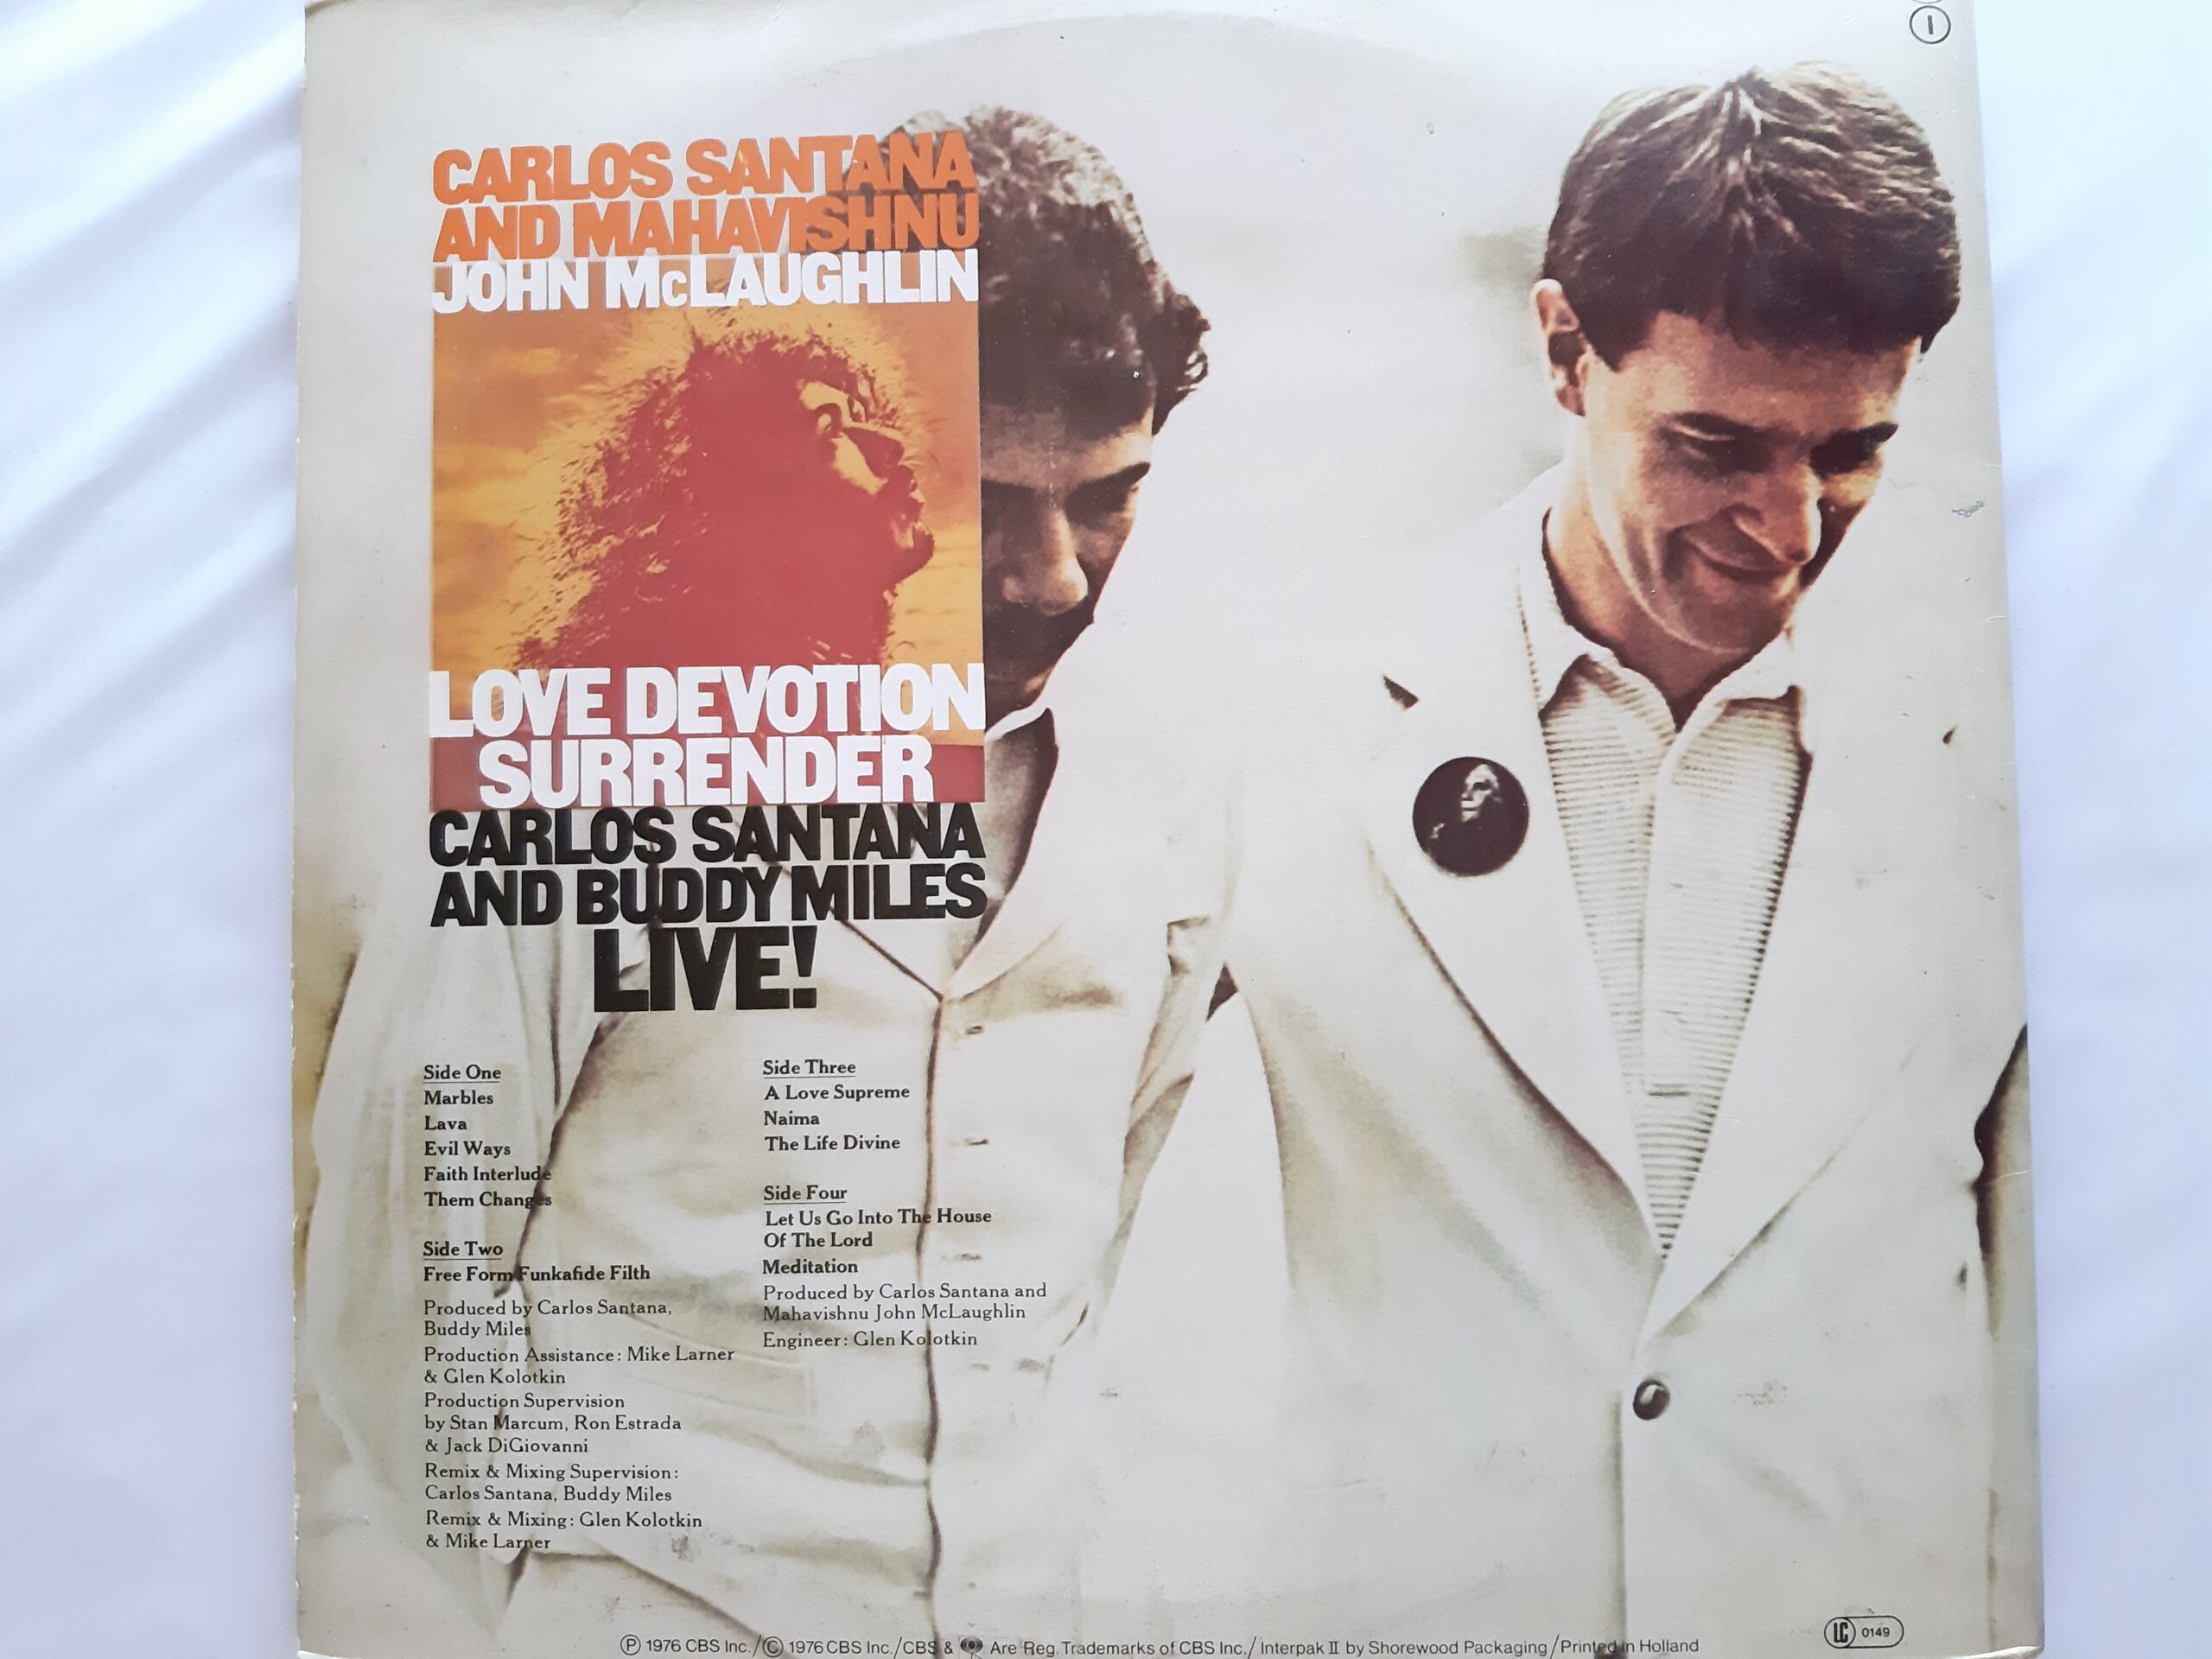 I
CARLOS SANTANA
AND MAHAVISHNU
JOHN McLAUGHLIN
LOVE DEVOTION
SURRENDER
CARLOS SANTANA
AND BUDDY MILES
LIVE!
Side One
Marbles
Lava
Evil Ways
Faith Interlude
Them Changes
Side Two
Free Form Funkafide Filth
Produced by Carlos Santana,
Buddy Miles
Production Assistance: Mike Larner
& Glen Kolotkin
Production Supervision
by Stan Marcum, Ron Estrada
& Jack DiGiovanni
Remix & Mixing Supervision:
Carlos Santana, Buddy Miles
Remix & Mixing: Glen Kolotkin
& Mike Larner
Side Three
A Love Supreme
Naima
The Life Divine
Side Four
Let Us Go Into The House
Of The Lord
Meditation
Produced by Carlos Santana and
Mahavishnu John McLaughlin
Engineer: Glen Kolotkin
Ⓟ 1976 CBS Inc./Ⓒ 1976 CBS Inc./CBS & Are Reg. Trademarks of CBS Inc./Interpak II by Shorewood Packaging/Printed in Holland
LC 0149